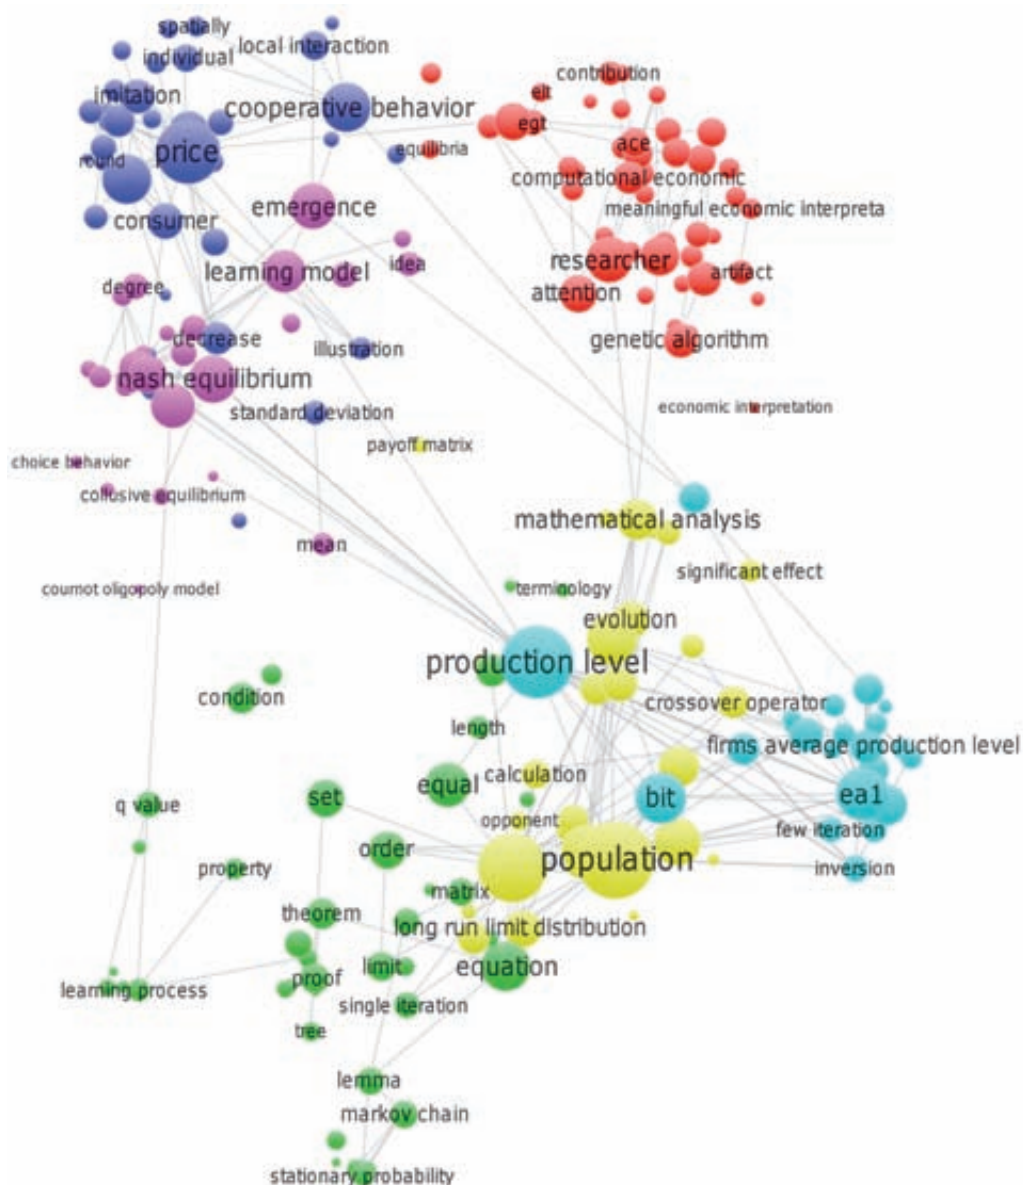 spatially
local interaction
individual
contribution
imitation
elt
cooperative behavior
egt
ace
price
equilibria
round
computational economic
emergence
meaningful economic interpreta
consumer
researcher
learning model
idea
artifact
degree
attention
decrease
illustration
genetic algorithm
nash equilibrium
standard deviation
economic interpretation
payoff matrix
choice behavior
collusive equilibrium
mathematical analysis
mean
significant effect
cournot oligopoly model
terminology
evolution
production level
condition
crossover operator
length
firms average production level
calculation
equal
set
bit
ea1
q value
opponent
few iteration
order
population
property
inversion
matrix
theorem
long run limit distribution
limit
equation
proof
learning process
single iteration
tree
lemma
markov chain
stationary probability